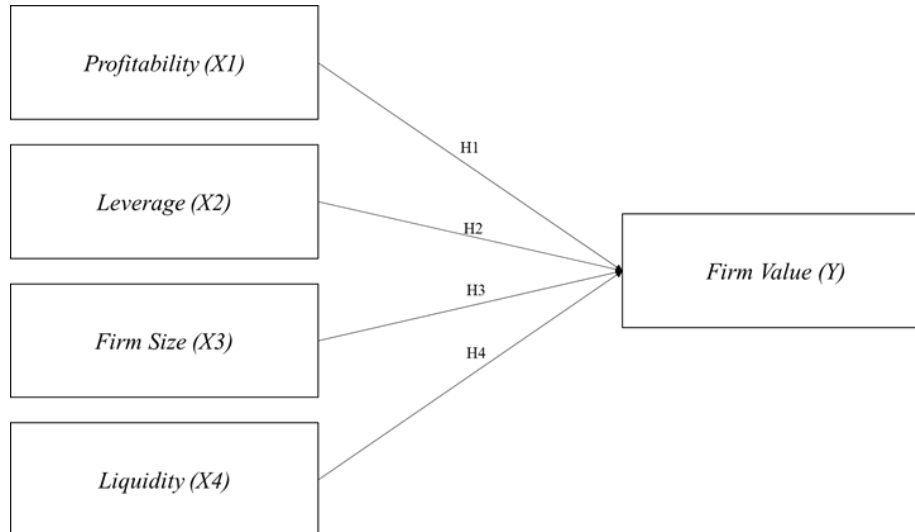 Profitability (X1)
H1
Leverage (X2)
H2
Firm Value (Y)
H3
Firm Size (X3)
H4
Liquidity (X4)